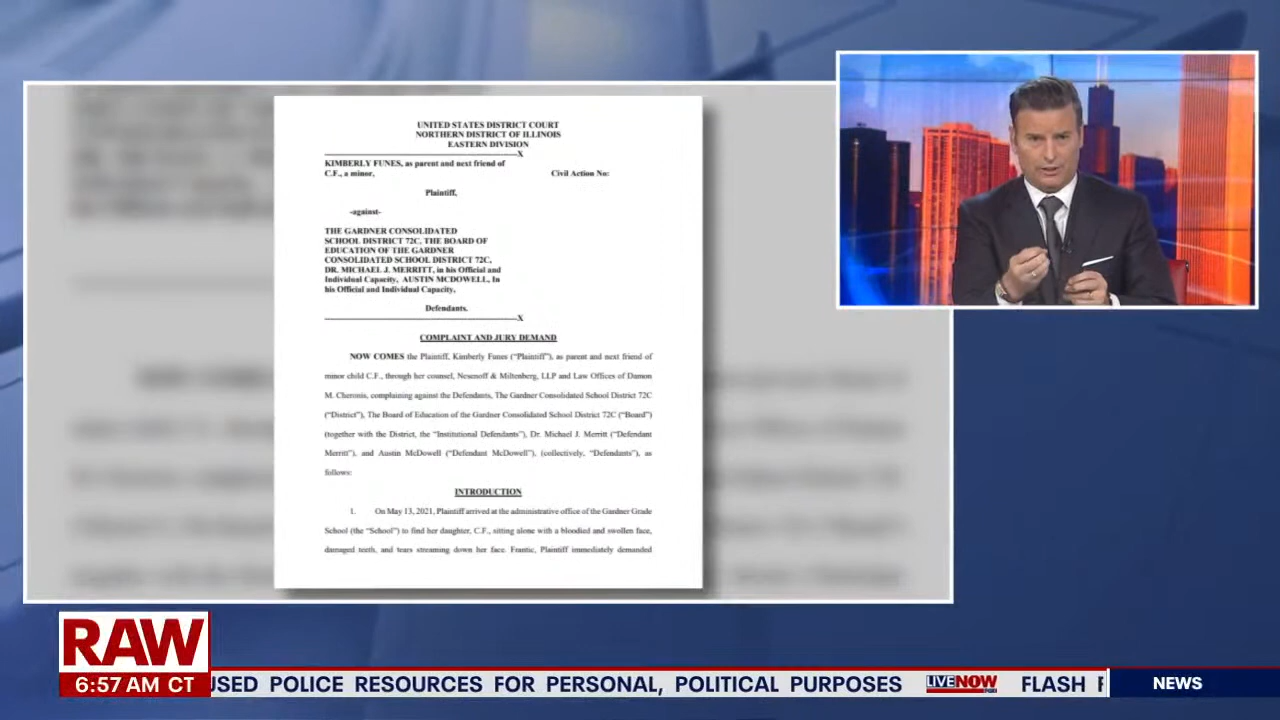 UNITED STATES DISTRICT COURT
NORTHERN DISTRICT OF ILLINOIS
EASTERN DIVISION
X
KIMBERLY FUNES, as parent and next friend of
C.F., a minor,
Civil Action No:
Plaintiff,
-against-
THE GARDNER CONSOLIDATED
SCHOOL DISTRICT 72C, THE BOARD OF
EDUCATION OF THE GARDNER
CONSOLIDATED SCHOOL DISTRICT 72C,
DR. MICHAEL J. MERRITT, in his Official and
Individual Capacity, AUSTIN MCDOWELL, In
his Official and Individual Capacity,
Defendants.
X
COMPLAINT AND JURY DEMAND
NOW COMES the Plaintiff, Kimberly Funes (“Plaintiff”), as parent and next friend of
minor child C.F., through her counsel, Nesenoff & Miltenberg, LLP and Law Offices of Damon
M. Cheronis, complaining against the Defendants, The Gardner Consolidated School District 72C
(“District”), The Board of Education of the Gardner Consolidated School District 72C (“Board”)
(together with the District, the “Institutional Defendants”), Dr. Michael J. Merritt (“Defendant
Merritt”), and Austin McDowell (“Defendant McDowell”), (collectively, “Defendants”), as
follows:
INTRODUCTION
1. On May 13, 2021, Plaintiff arrived at the administrative office of the Gardner Grade
School (the “School”) to find her daughter, C.F., sitting alone with a bloodied and swollen face,
damaged teeth, and tears streaming down her face. Frantic, Plaintiff immediately demanded
RAW
6:57 AM CT
USED POLICE RESOURCES FOR PERSONAL, POLITICAL PURPOSES
LIVENOW
FOX
FLASH F
NEWS